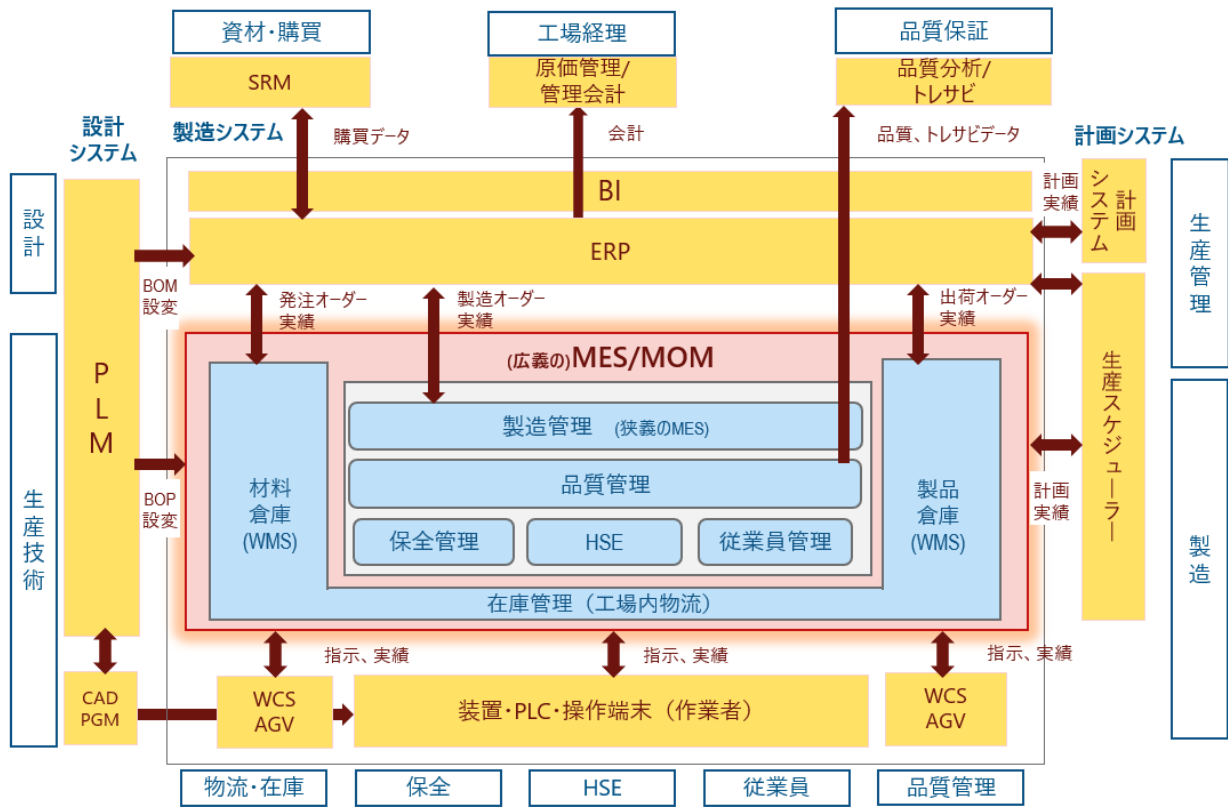 資材・購買
工場経理
品質保証
SRM
原価管理/
管理会計
品質分析/
トレサビ
設計
システム
製造システム
購買データ
会計
品質、トレサビデータ
計画システム
BI
計画
実績
計画
システム
設計
ERP
生産管理
BOM
設変
発注オーダー
実績
製造オーダー
実績
出荷オーダー
実績
PLM
(広義の)MES/MOM
製造管理 (狭義のMES)
品質管理
材料
倉庫
(WMS)
製品
倉庫
(WMS)
保全管理
HSE
従業員管理
在庫管理（工場内物流）
BOP
設変
計画
実績
生産スケジューラー
生産技術
製造
指示、実績
指示、実績
指示、実績
CAD
PGM
WCS
AGV
装置・PLC・操作端末（作業者）
WCS
AGV
物流・在庫
保全
HSE
従業員
品質管理